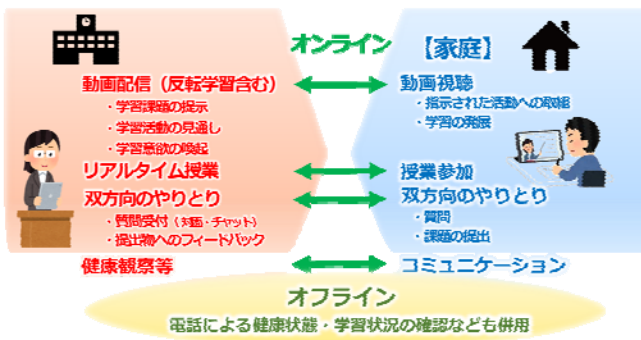 オンライン 【家庭】
動画配信（反転学習含む） 動画視聴
・学習課題の提示 ・指示された活動への取組
・学習活動の見通し ・学習の発展
・学習意欲の喚起
リアルタイム授業 授業参加
双方向のやりとり 双方向のやりとり
・質問受付（対面・チャット） ・質問
・提出物へのフィードバック ・課題の提出
健康観察等 コミュニケーション
オフライン
電話による健康状態・学習状況の確認なども併用